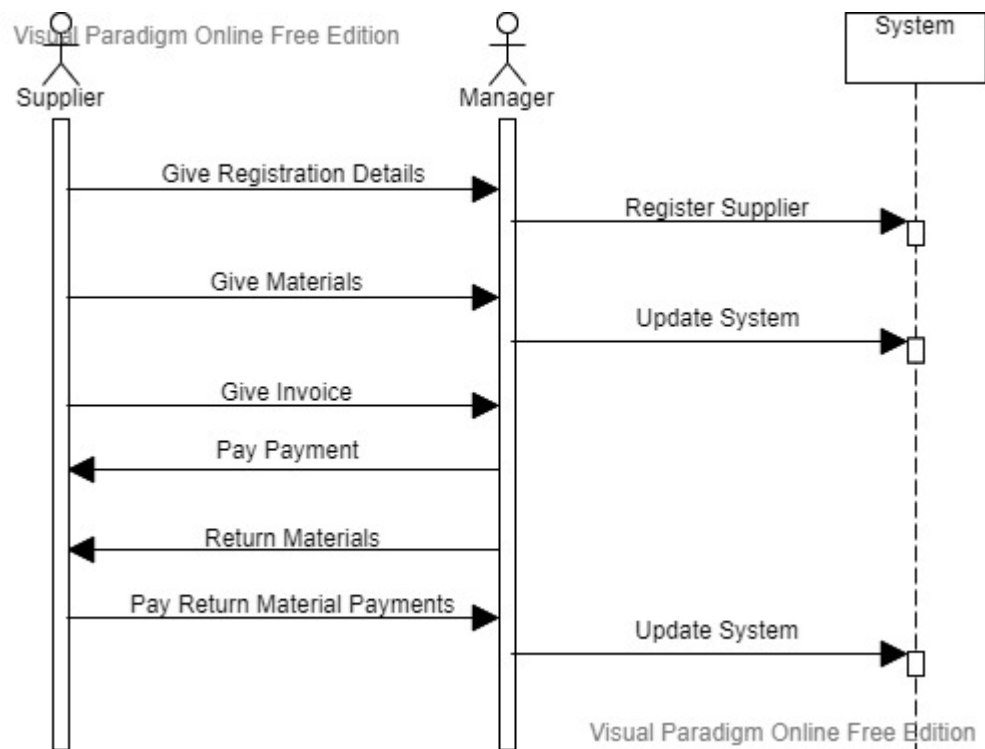 Visual Paradigm Online Free Edition
System
Supplier
Manager
Give Registration Details
Register Supplier
Give Materials
Update System
Give Invoice
Pay Payment
Return Materials
Pay Return Material Payments
Update System
Visual Paradigm Online Free Edition